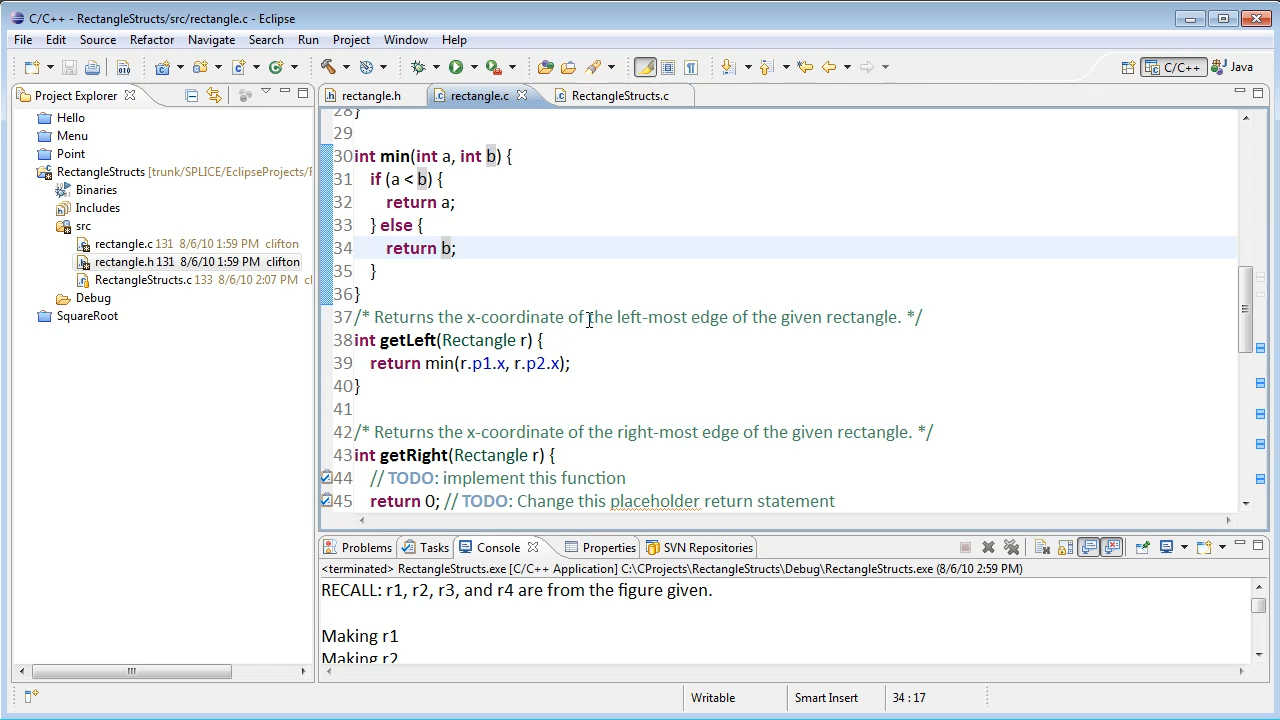 C/C++ - RectangleStructs/src/rectangle.c - Eclipse
File Edit Source Refactor Navigate Search Run Project Window Help
C/C++ Java
Project Explorer
rectangle.h rectangle.c RectangleStructs.c
Hello
Menu
Point
RectangleStructs [trunk/SPLICE/EclipseProjects/
Binaries
Includes
src
rectangle.c 131 8/6/10 1:59 PM clifton
rectangle.h 131 8/6/10 1:59 PM clifton
RectangleStructs.c 133 8/6/10 2:07 PM cl
Debug
SquareRoot
28}
29
30int min(int a, int b) {
31 if (a < b) {
32 return a;
33 } else {
34 return b;
35 }
36}
37/* Returns the x-coordinate of the left-most edge of the given rectangle. */
38int getLeft(Rectangle r) {
39 return min(r.p1.x, r.p2.x);
40}
41
42/* Returns the x-coordinate of the right-most edge of the given rectangle. */
43int getRight(Rectangle r) {
44 // TODO: implement this function
45 return 0; // TODO: Change this placeholder return statement
Problems Tasks Console Properties SVN Repositories
<terminated> RectangleStructs.exe [C/C++ Application] C:\CProjects\RectangleStructs\Debug\RectangleStructs.exe (8/6/10 2:59 PM)
RECALL: r1, r2, r3, and r4 are from the figure given.
Making r1
Making r2
Writable Smart Insert 34 : 17